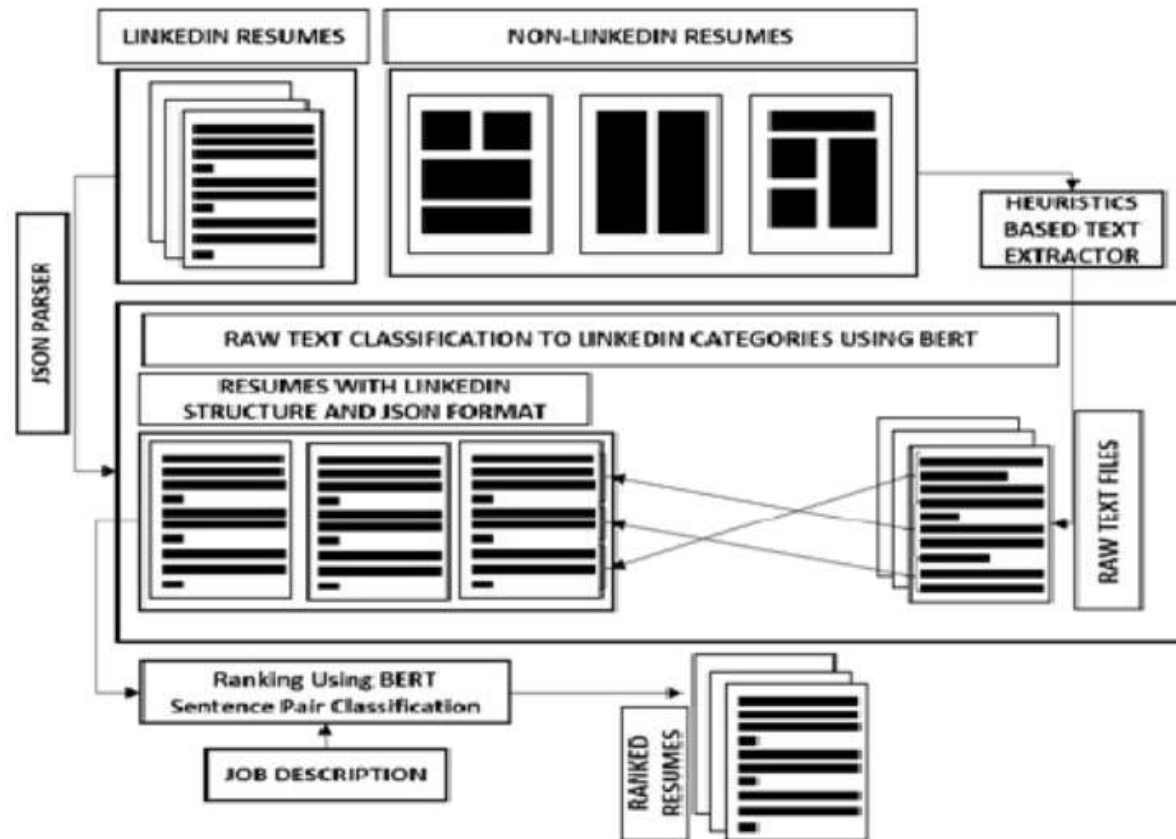 LINKEDIN RESUMES
NON-LINKEDIN RESUMES
HEURISTICS
BASED TEXT
EXTRACTOR
JSON PARSER
RAW TEXT CLASSIFICATION TO LINKEDIN CATEGORIES USING BERT
RESUMES WITH LINKEDIN
STRUCTURE AND JSON FORMAT
RAW TEXT FILES
Ranking Using BERT
Sentence Pair Classification
JOB DESCRIPTION
RANKED
RESUMES